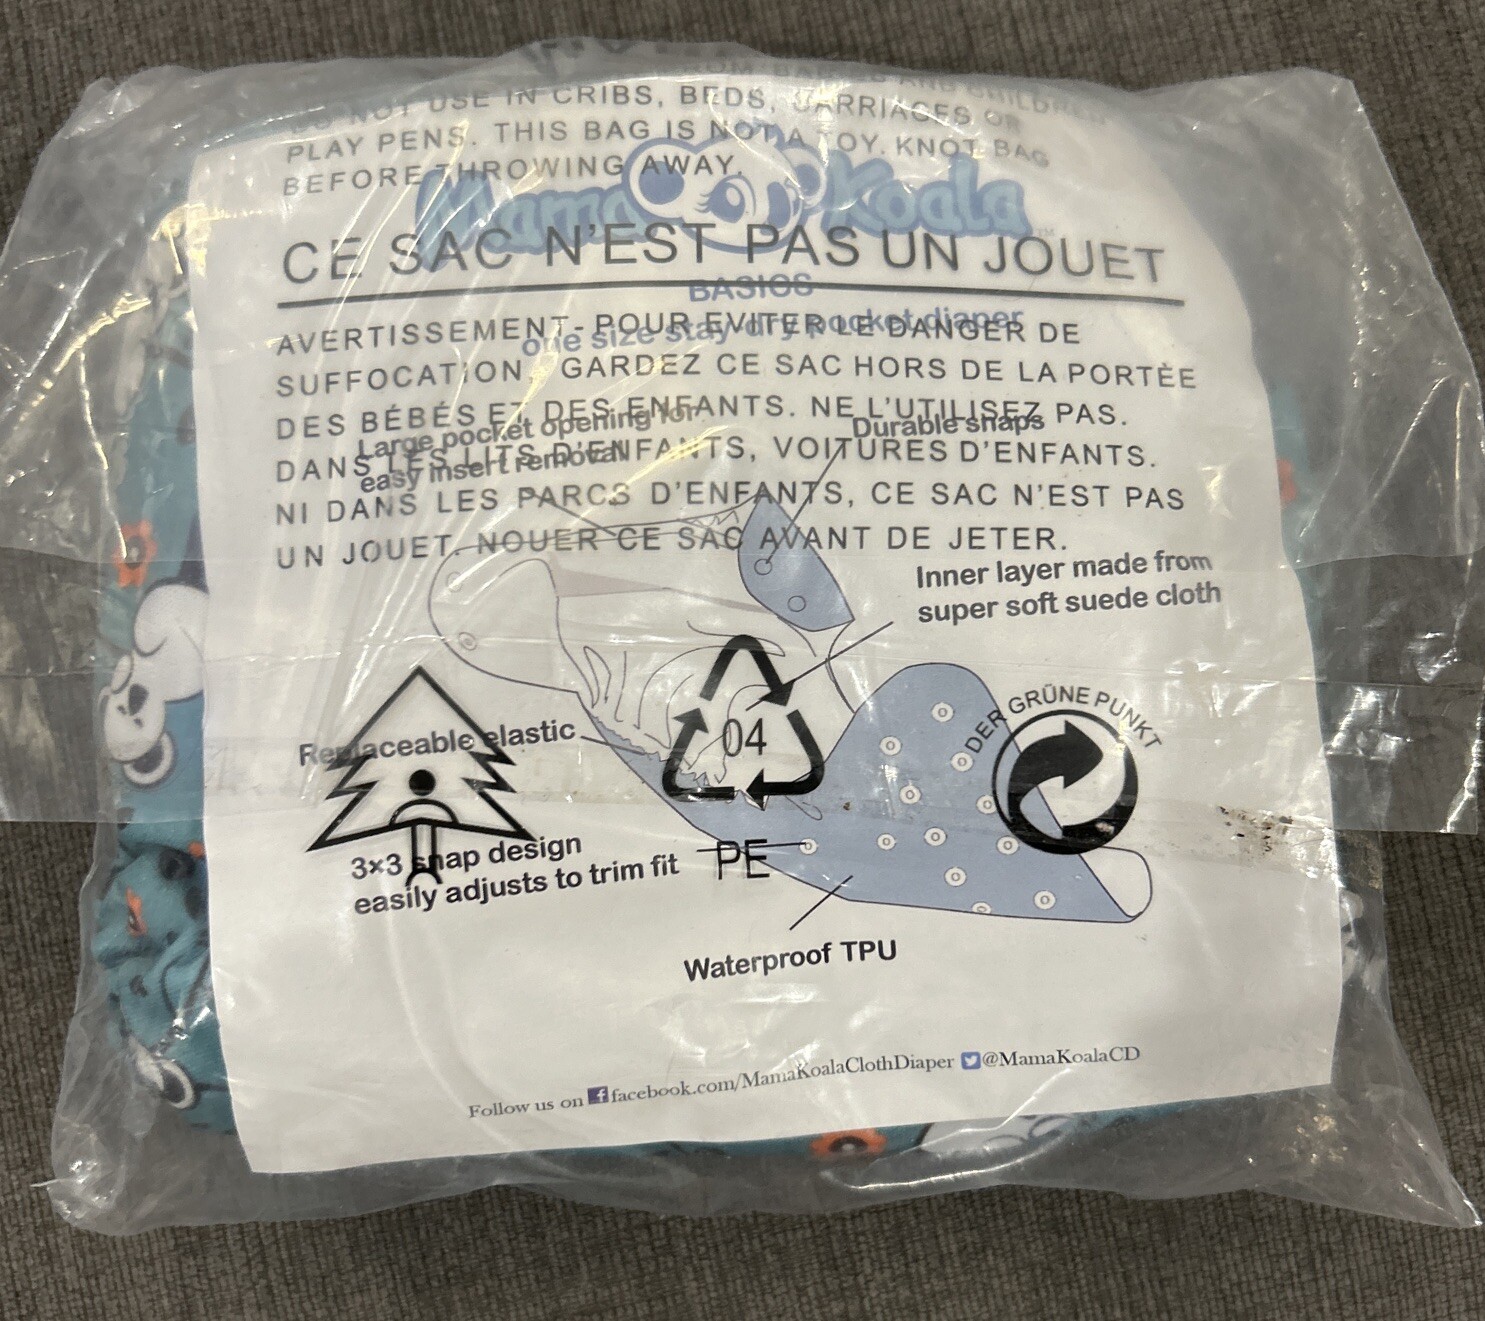 FROM BABIES AND CHILDREN
DO NOT USE IN CRIBS, BEDS, CARRIAGES OR
PLAY PENS. THIS BAG IS NOT A TOY. KNOT BAG
BEFORE THROWING AWAY.
Mama Koala
TM
CE SAC N'EST PAS UN JOUET
BASICS
one size stay-dry pocket diaper
AVERTISSEMENT- POUR EVITER LE DANGER DE
SUFFOCATION, GARDEZ CE SAC HORS DE LA PORTÈE
DES BÉBÉS ET DES ENFANTS. NE L'UTILISEZ PAS.
DANS LES LITS D'ENFANTS, VOITURES D'ENFANTS.
NI DANS LES PARCS D'ENFANTS, CE SAC N'EST PAS
UN JOUET. NOUER CE SAC AVANT DE JETER.
Large pocket opening for
easy insert removal
Durable snaps
Inner layer made from
super soft suede cloth
Replaceable elastic
04
PE
DER GRÜNE PUNKT
3×3 snap design
easily adjusts to trim fit
Waterproof TPU
Follow us on facebook.com/MamaKoalaClothDiaper @MamaKoalaCD